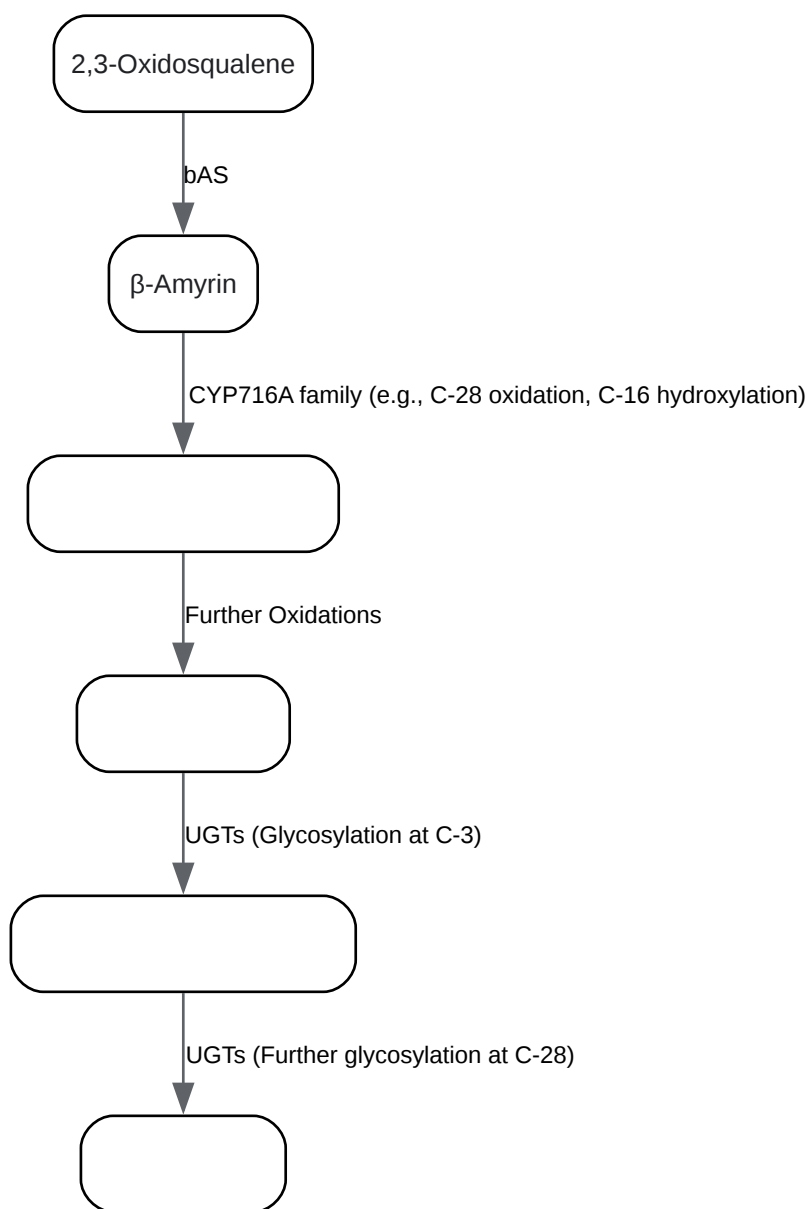 2,3-Oxidosqualene
bAS
β-Amyrin
CYP716A family (e.g., C-28 oxidation, C-16 hydroxylation)
Further Oxidations
UGTs (Glycosylation at C-3)
UGTs (Further glycosylation at C-28)